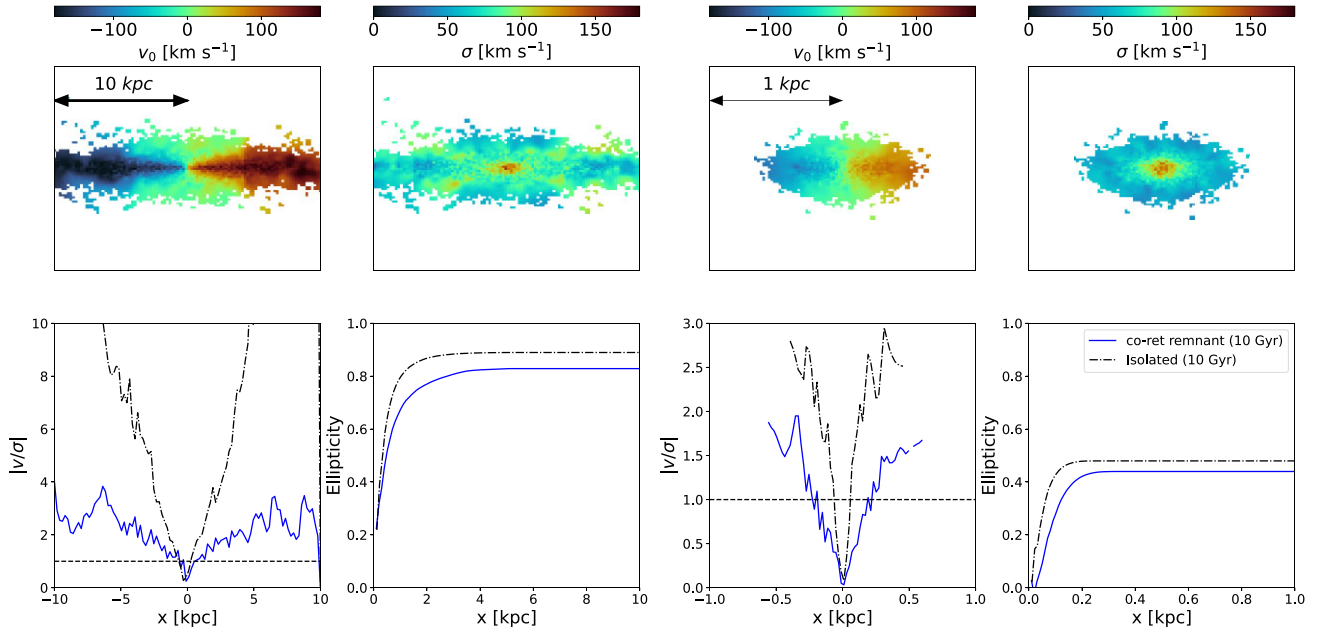 −100 0 100
v₀ [km s⁻¹]
0 50 100 150
σ [km s⁻¹]
−100 0 100
v₀ [km s⁻¹]
0 50 100 150
σ [km s⁻¹]
10 kpc
1 kpc
|v/σ|
10
8
6
4
2
0
−10 −5 0 5 10
x [kpc]
Ellipticity
1.0
0.8
0.6
0.4
0.2
0.0
0 2 4 6 8 10
x [kpc]
|v/σ|
3.0
2.5
2.0
1.5
1.0
0.5
0.0
−1.0 −0.5 0.0 0.5 1.0
x [kpc]
Ellipticity
1.0
0.8
0.6
0.4
0.2
0.0
0.0 0.2 0.4 0.6 0.8 1.0
x [kpc]
co-ret remnant (10 Gyr)
Isolated (10 Gyr)